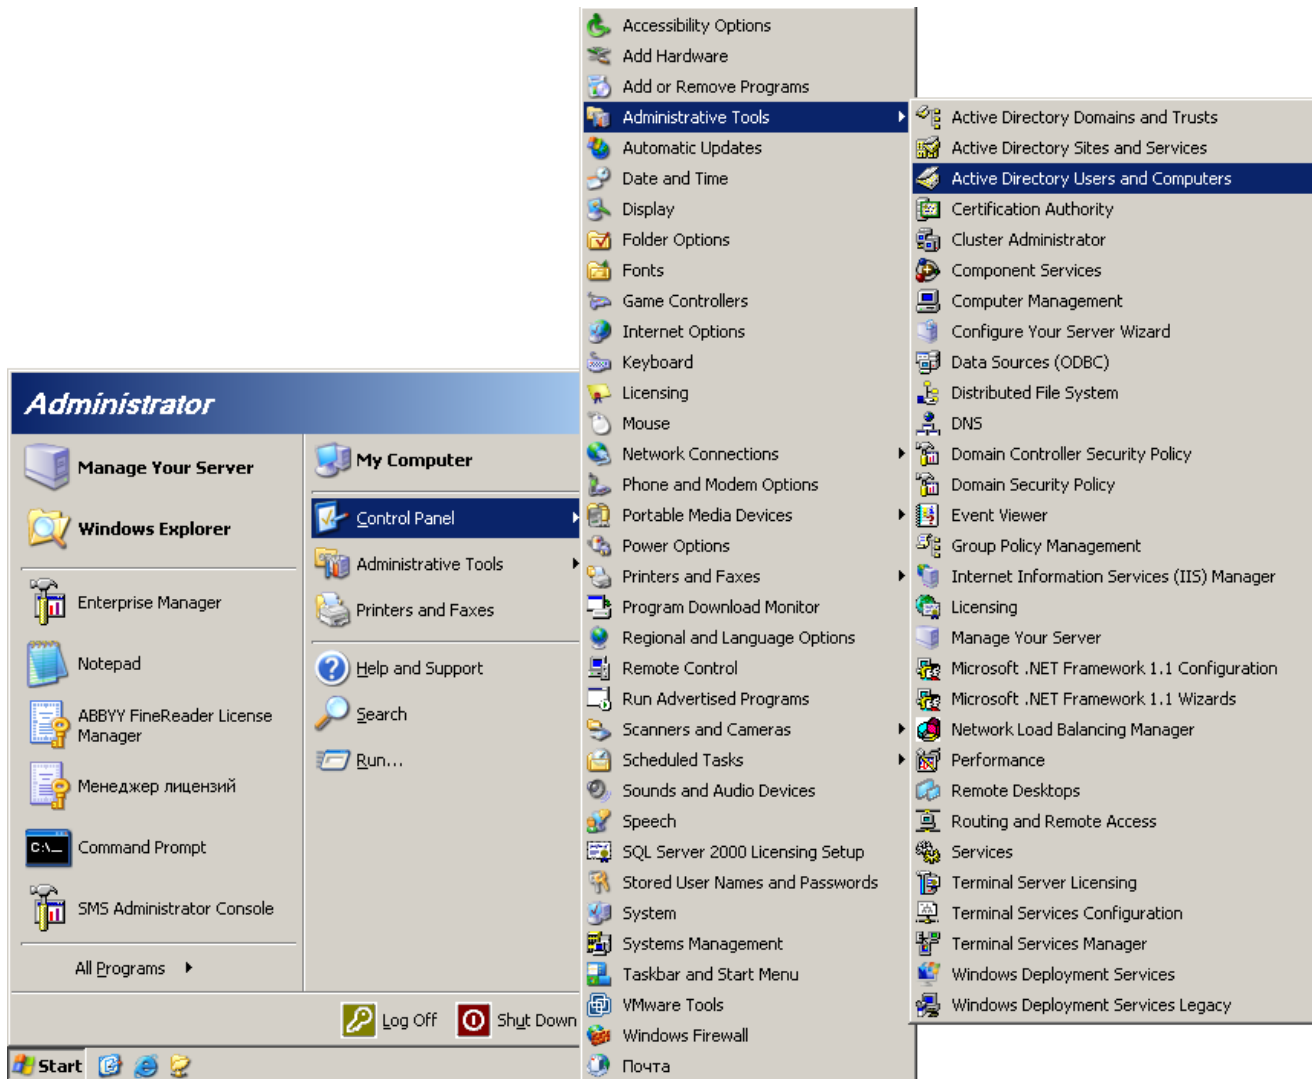 Administrator
Manage Your Server
Windows Explorer
Enterprise Manager
Notepad
ABBYY FineReader License
Manager
Менеджер лицензий
Command Prompt
SMS Administrator Console
All Programs
My Computer
Control Panel
Administrative Tools
Printers and Faxes
Help and Support
Search
Run...
Log Off
Shut Down
Start
Accessibility Options
Add Hardware
Add or Remove Programs
Administrative Tools
Automatic Updates
Date and Time
Display
Folder Options
Fonts
Game Controllers
Internet Options
Keyboard
Licensing
Mouse
Network Connections
Phone and Modem Options
Portable Media Devices
Power Options
Printers and Faxes
Program Download Monitor
Regional and Language Options
Remote Control
Run Advertised Programs
Scanners and Cameras
Scheduled Tasks
Sounds and Audio Devices
Speech
SQL Server 2000 Licensing Setup
Stored User Names and Passwords
System
Systems Management
Taskbar and Start Menu
VMware Tools
Windows Firewall
Почта
Active Directory Domains and Trusts
Active Directory Sites and Services
Active Directory Users and Computers
Certification Authority
Cluster Administrator
Component Services
Computer Management
Configure Your Server Wizard
Data Sources (ODBC)
Distributed File System
DNS
Domain Controller Security Policy
Domain Security Policy
Event Viewer
Group Policy Management
Internet Information Services (IIS) Manager
Licensing
Manage Your Server
Microsoft .NET Framework 1.1 Configuration
Microsoft .NET Framework 1.1 Wizards
Network Load Balancing Manager
Performance
Remote Desktops
Routing and Remote Access
Services
Terminal Server Licensing
Terminal Services Configuration
Terminal Services Manager
Windows Deployment Services
Windows Deployment Services Legacy